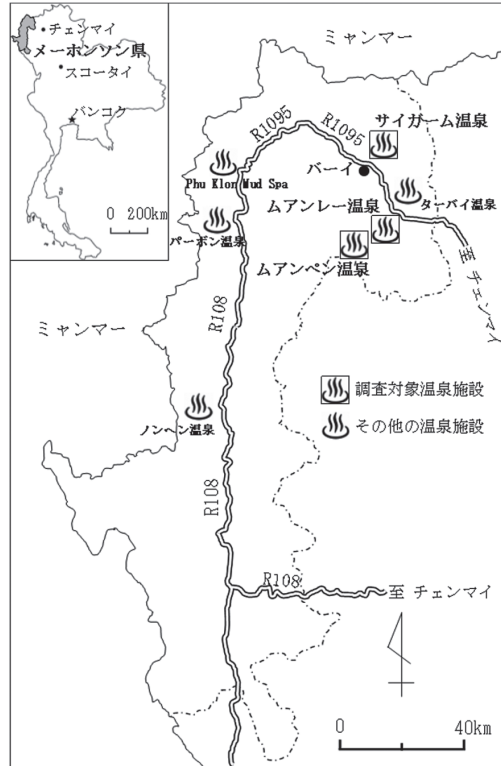 チェンマイ
メーホンソン県
スコータイ
バンコク
0 200km
ミャンマー
R1095
R1095
サイガーム温泉
Phu Klon Mud Spa
パーイ
ターパイ温泉
ムアンレー温泉
パーボン温泉
ムアンペン温泉
至 チェンマイ
R108
ミャンマー
調査対象温泉施設
その他の温泉施設
ノンヘン温泉
R108
R108
至 チェンマイ
0 40km